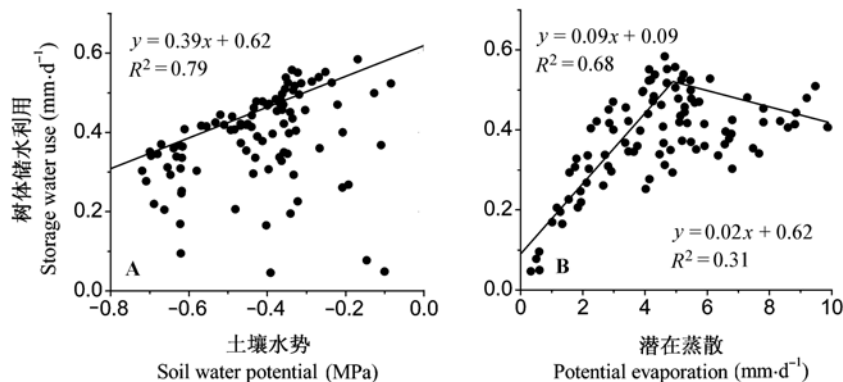 树体储水利用
Storage water use (mm·d⁻¹)
0.6
0.4
0.2
0.0
y = 0.39x + 0.62
R² = 0.79
A
−0.8
−0.6
−0.4
−0.2
0.0
土壤水势
Soil water potential (MPa)
0.6
0.4
0.2
0.0
y = 0.09x + 0.09
R² = 0.68
y = 0.02x + 0.62
R² = 0.31
B
0
2
4
6
8
10
潜在蒸散
Potential evaporation (mm·d⁻¹)